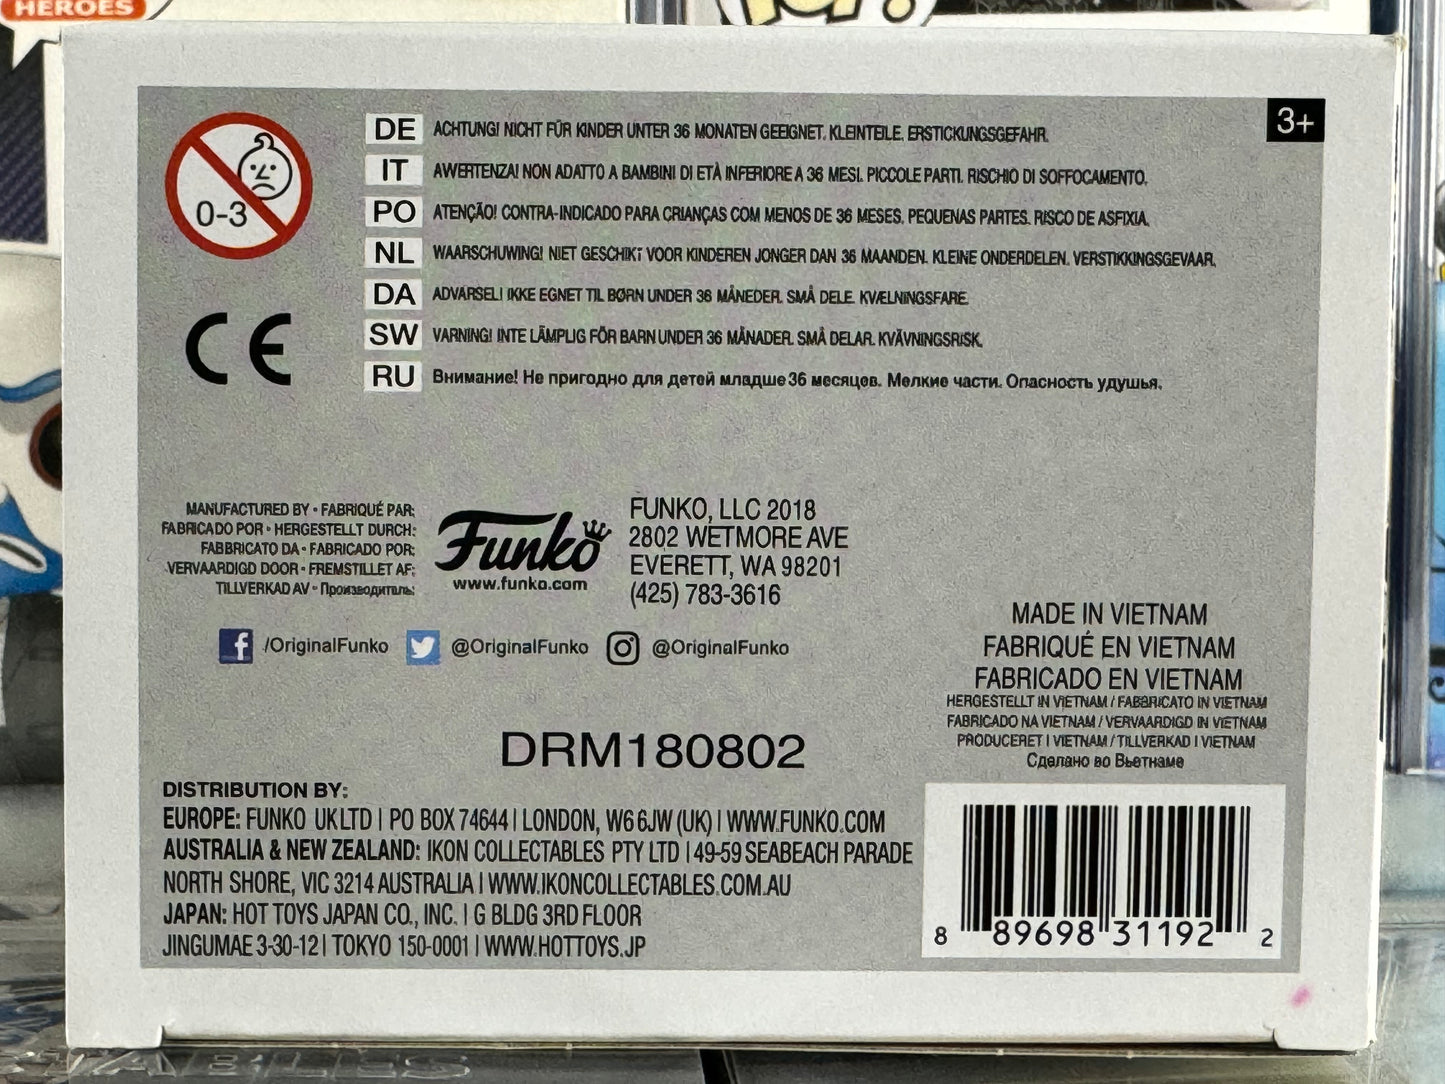 HEROES
POP!
3+
0-3
DE ACHTUNG! NICHT FÜR KINDER UNTER 36 MONATEN GEEIGNET. KLEINTEILE. ERSTICKUNGSGEFAHR.
IT AWERTENZA! NON ADATTO A BAMBINI DI ETÀ INFERIORE A 36 MESI. PICCOLE PARTI. RISCHIO DI SOFFOCAMENTO.
PO ATENÇÃO! CONTRA-INDICADO PARA CRIANÇAS COM MENOS DE 36 MESES. PEQUENAS PARTES. RISCO DE ASFIXIA.
NL WAARSCHUWING! NIET GESCHIKT VOOR KINDEREN JONGER DAN 36 MAANDEN. KLEINE ONDERDELEN. VERSTIKKINGSGEVAAR.
DA ADVARSEL! IKKE EGNET TIL BØRN UNDER 36 MÅNEDER. SMÅ DELE. KVÆLNINGSFARE.
SW VARNING! INTE LÄMPLIG FÖR BARN UNDER 36 MÅNADER. SMÅ DELAR. KVÄVNINGSRISK.
RU Внимание! Не пригодно для детей младше 36 месяцев. Мелкие части. Опасность удушья.
CE
MANUFACTURED BY • FABRIQUÉ PAR:
FABRICADO POR • HERGESTELLT DURCH:
FABBRICATO DA • FABRICADO POR:
VERVAARDIGD DOOR • FREMSTILLET AF:
TILLVERKAD AV • Производитель:
Funko
www.funko.com
FUNKO, LLC 2018
2802 WETMORE AVE
EVERETT, WA 98201
(425) 783-3616
/OriginalFunko @OriginalFunko @OriginalFunko
MADE IN VIETNAM
FABRIQUÉ EN VIETNAM
FABRICADO EN VIETNAM
HERGESTELLT IN VIETNAM / FABBRICATO IN VIETNAM
FABRICADO NA VIETNAM / VERVAARDIGD IN VIETNAM
PRODUCERET I VIETNAM / TILLVERKAD I VIETNAM
Сделано во Вьетнаме
DRM180802
DISTRIBUTION BY:
EUROPE: FUNKO UK LTD | PO BOX 74644 | LONDON, W6 6JW (UK) | WWW.FUNKO.COM
AUSTRALIA & NEW ZEALAND: IKON COLLECTABLES PTY LTD | 49-59 SEABEACH PARADE
NORTH SHORE, VIC 3214 AUSTRALIA | WWW.IKONCOLLECTABLES.COM.AU
JAPAN: HOT TOYS JAPAN CO., INC. | G BLDG 3RD FLOOR
JINGUMAE 3-30-12 | TOKYO 150-0001 | WWW.HOTTOYS.JP
8 89698 31192 2